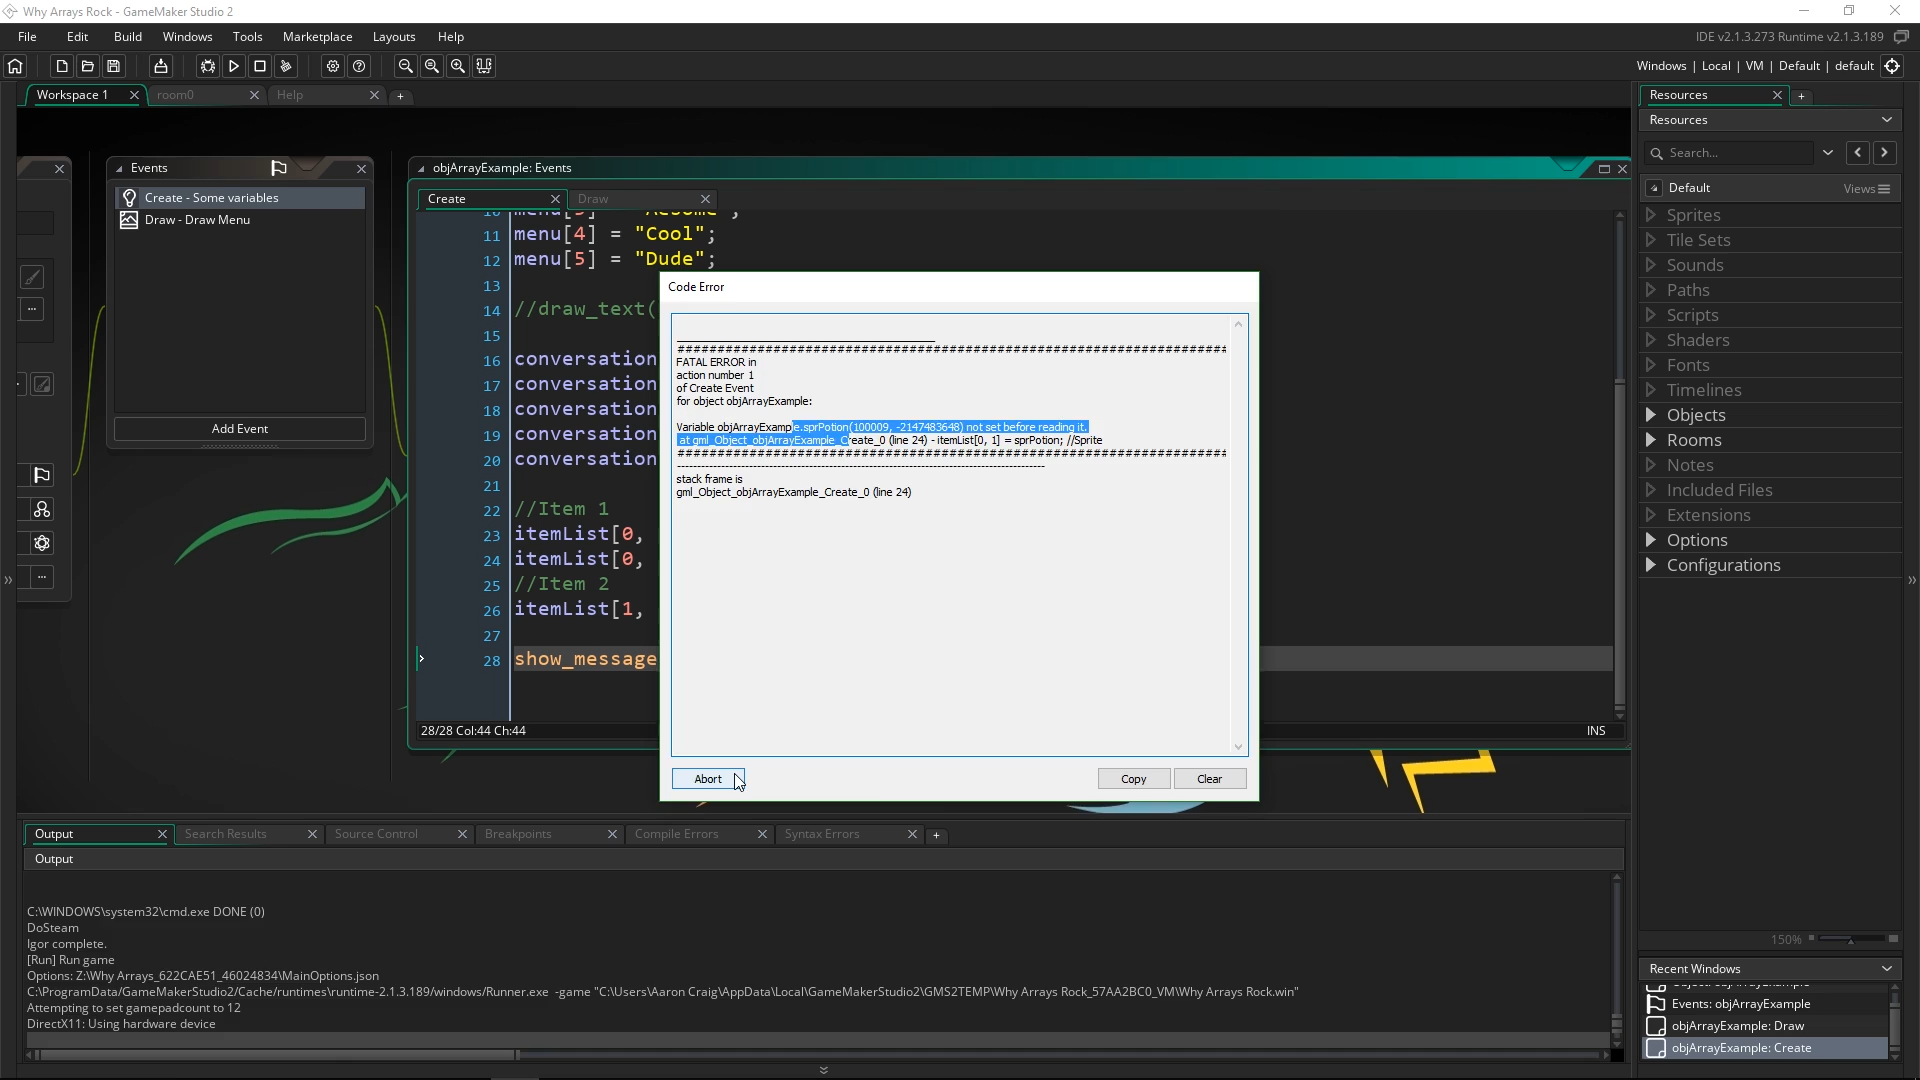 Why Arrays Rock - GameMaker Studio 2
File Edit Build Windows Tools Marketplace Layouts Help
IDE v2.1.3.273 Runtime v2.1.3.189
Windows | Local | VM | Default | default
Workspace 1
room0
Help
Events
Create - Some variables
Draw - Draw Menu
Add Event
objArrayExample: Events
Create
Draw
11 menu[4] = "Cool";
12 menu[5] = "Dude";
13
14 //draw_text(
15
16 conversation
17 conversation
18 conversation
19 conversation
20 conversation
21
22 //Item 1
23 itemList[0,
24 itemList[0,
25 //Item 2
26 itemList[1,
27
28 show_message
28/28 Col:44 Ch:44
INS
Code Error
FATAL ERROR in
action number 1
of Create Event
for object objArrayExample:
Variable objArrayExample.sprPotion(100009, -2147483648) not set before reading it.
at gml_Object_objArrayExample_Create_0 (line 24) - itemList[0, 1] = sprPotion; //Sprite
stack frame is
gml_Object_objArrayExample_Create_0 (line 24)
Abort
Copy
Clear
Resources
Resources
Search...
Default
Views
Sprites
Tile Sets
Sounds
Paths
Scripts
Shaders
Fonts
Timelines
Objects
Rooms
Notes
Included Files
Extensions
Options
Configurations
150%
Recent Windows
Events: objArrayExample
objArrayExample: Draw
objArrayExample: Create
Output
Search Results
Source Control
Breakpoints
Compile Errors
Syntax Errors
Output
C:\WINDOWS\system32\cmd.exe DONE (0)
DoSteam
Igor complete.
[Run] Run game
Options: Z:\Why Arrays_622CAE51_46024834\MainOptions.json
C:\ProgramData/GameMakerStudio2/Cache/runtimes\runtime-2.1.3.189/windows/Runner.exe -game "C:\Users\Aaron Craig\AppData\Local\GameMakerStudio2\GMS2TEMP\Why Arrays Rock_57AA2BC0_VM\Why Arrays Rock.win"
Attempting to set gamepadcount to 12
DirectX11: Using hardware device